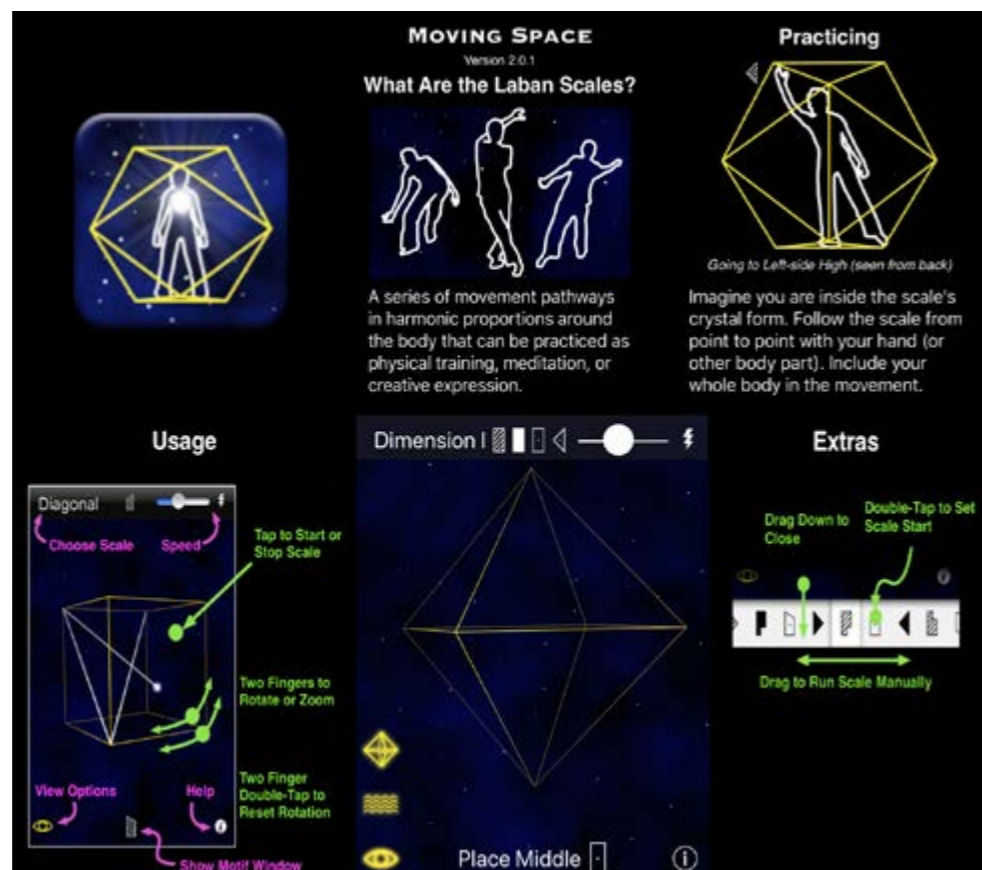 MOVING SPACE
Version 2.0.1
What Are the Laban Scales?
A series of movement pathways
in harmonic proportions around
the body that can be practiced as
physical training, meditation, or
creative expression.
Practicing
Going to Left-side High (seen from back)
Imagine you are inside the scale's
crystal form. Follow the scale from
point to point with your hand (or
other body part). Include your
whole body in the movement.
Usage
Diagonal
Choose Scale
Speed
Tap to Start or
Stop Scale
Two Fingers to
Rotate or Zoom
Two Finger
Double-Tap to
Reset Rotation
View Options
Help
Show Motif Window
Dimension I
Place Middle
Extras
Drag Down to
Close
Double-Tap to Set
Scale Start
Drag to Run Scale Manually